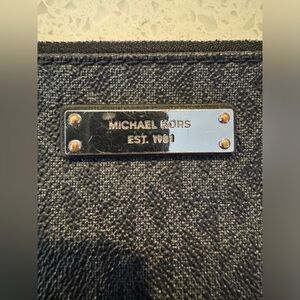 MICHAEL KORS
EST. 1981